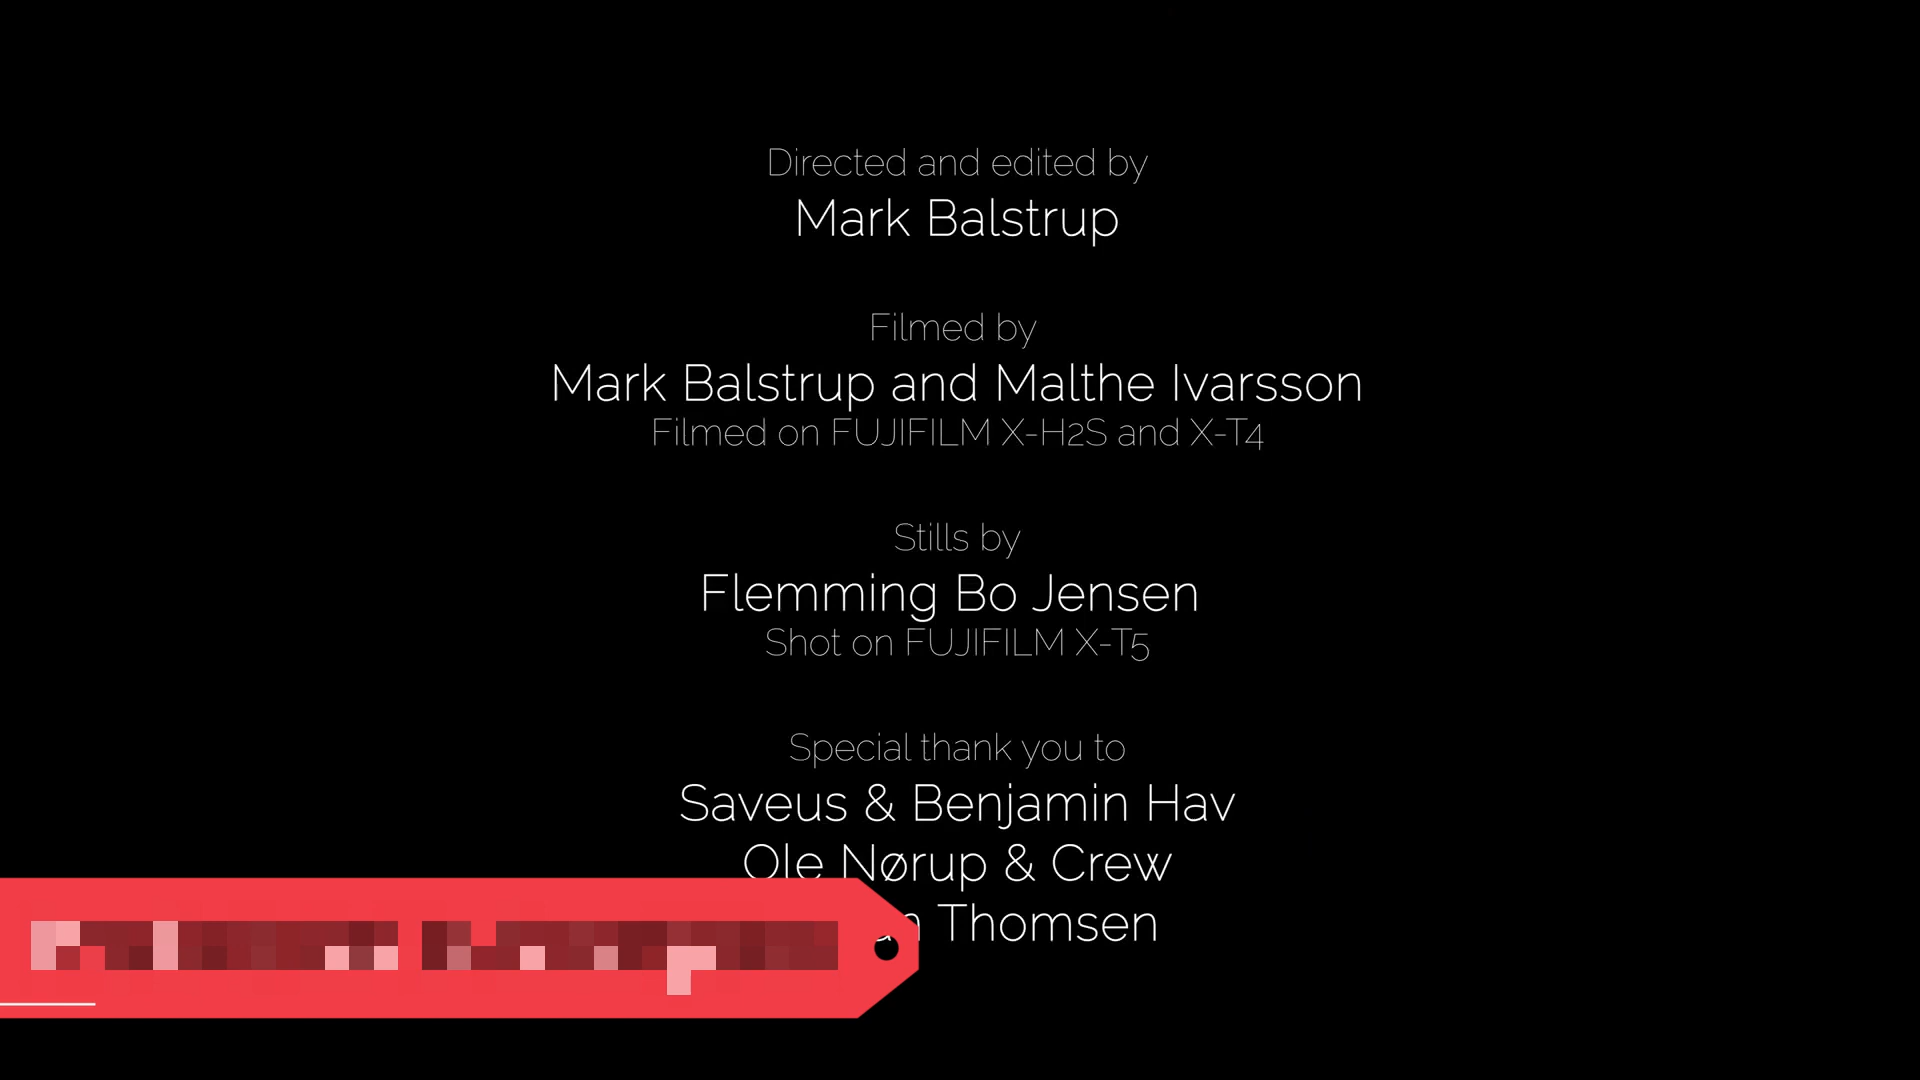 Directed and edited by
Mark Balstrup
Filmed by
Mark Balstrup and Malthe Ivarsson
Filmed on FUJIFILM X-H2S and X-T4
Stills by
Flemming Bo Jensen
Shot on FUJIFILM X-T5
Special thank you to
Saveus & Benjamin Hav
Ole Nørup & Crew
Thomsen